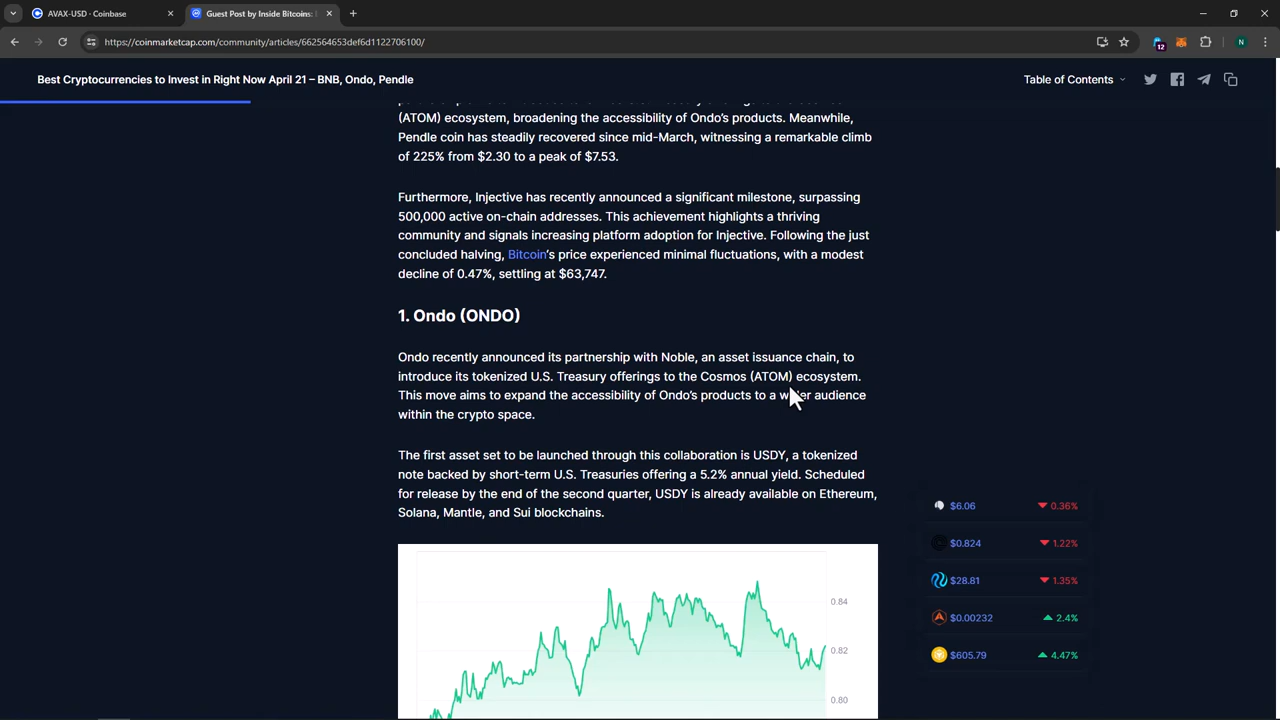 AVAX-USD - Coinbase
Guest Post by Inside Bitcoins:
https://coinmarketcap.com/community/articles/662564653def6d1122706100/
12
N
Best Cryptocurrencies to Invest in Right Now April 21 – BNB, Ondo, Pendle
Table of Contents
(ATOM) ecosystem, broadening the accessibility of Ondo's products. Meanwhile,
Pendle coin has steadily recovered since mid-March, witnessing a remarkable climb
of 225% from $2.30 to a peak of $7.53.
Furthermore, Injective has recently announced a significant milestone, surpassing
500,000 active on-chain addresses. This achievement highlights a thriving
community and signals increasing platform adoption for Injective. Following the just
concluded halving, Bitcoin's price experienced minimal fluctuations, with a modest
decline of 0.47%, settling at $63,747.
1. Ondo (ONDO)
Ondo recently announced its partnership with Noble, an asset issuance chain, to
introduce its tokenized U.S. Treasury offerings to the Cosmos (ATOM) ecosystem.
This move aims to expand the accessibility of Ondo's products to a wider audience
within the crypto space.
The first asset set to be launched through this collaboration is USDY, a tokenized
note backed by short-term U.S. Treasuries offering a 5.2% annual yield. Scheduled
for release by the end of the second quarter, USDY is already available on Ethereum,
Solana, Mantle, and Sui blockchains.
$6.06 0.36%
$0.824 1.22%
$28.81 1.35%
$0.00232 2.4%
$605.79 4.47%
0.84
0.82
0.80